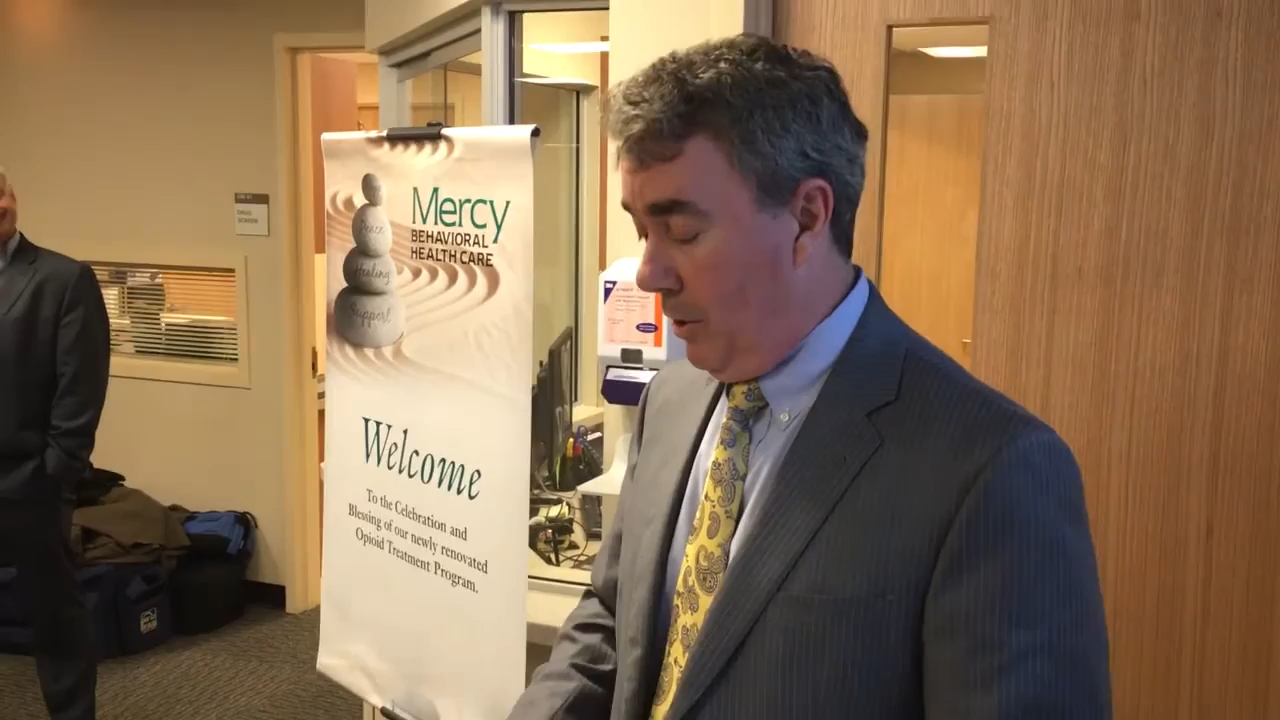 Mercy
BEHAVIORAL
HEALTH CARE
Peace
Healing
Support
Welcome
To the Celebration and
Blessing of our newly renovated
Opioid Treatment Program.